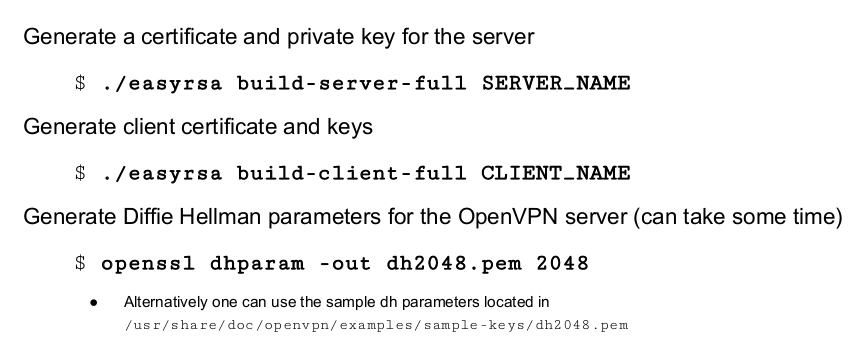 Generate a certificate and private key for the server
$ ./easyrsa build-server-full SERVER_NAME
Generate client certificate and keys
$ ./easyrsa build-client-full CLIENT_NAME
Generate Diffie Hellman parameters for the OpenVPN server (can take some time)
$ openssl dhparam -out dh2048.pem 2048
● Alternatively one can use the sample dh parameters located in
/usr/share/doc/openvpn/examples/sample-keys/dh2048.pem